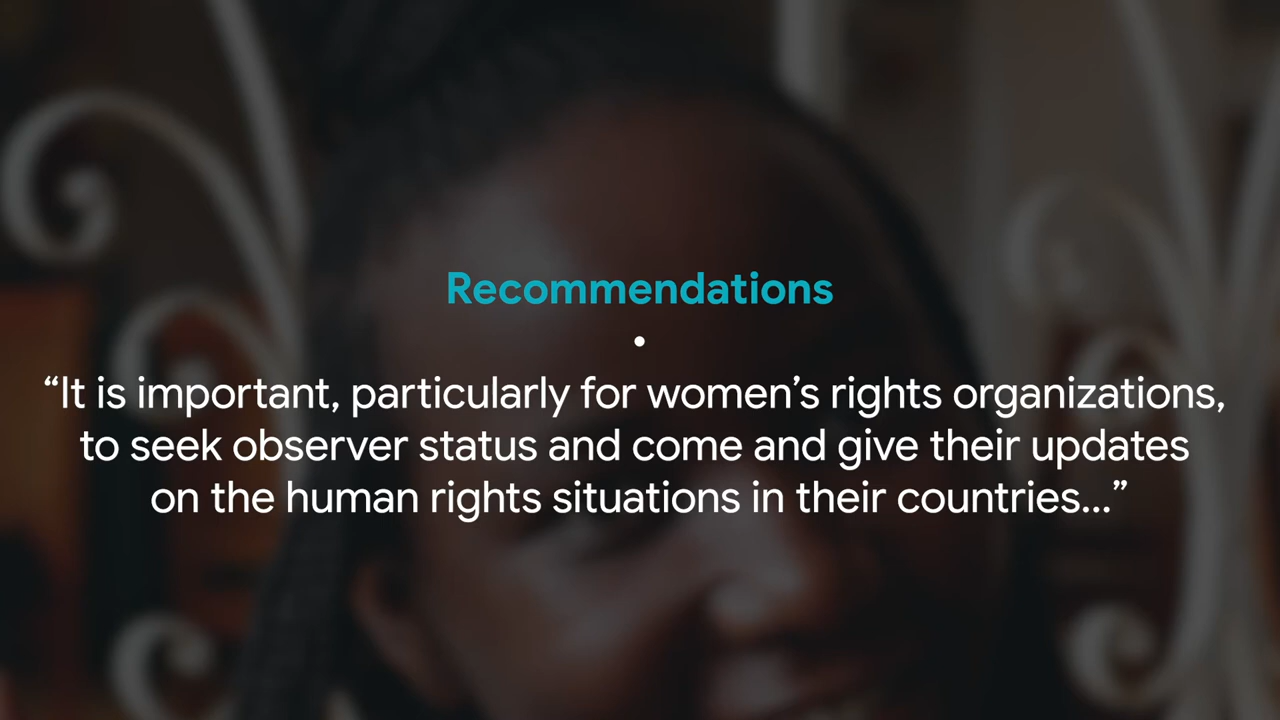 Recommendations
“It is important, particularly for women’s rights organizations,
to seek observer status and come and give their updates
on the human rights situations in their countries...”